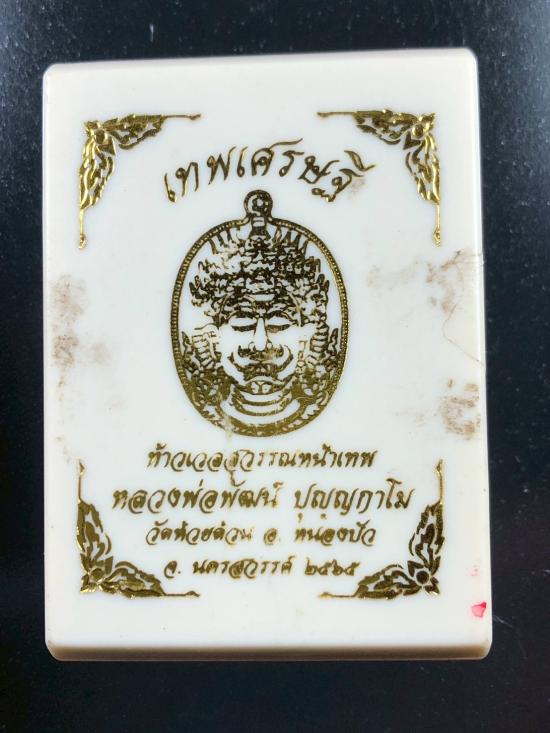 เทพเศรษฐี
ท้าวเวสสุวรรณหน้าเทพ
หลวงพ่อพัฒน์ ปุญญกาโม
วัดห้วยด้วน อ. หนองบัว
จ. นครสวรรค์ ๒๕๖๕